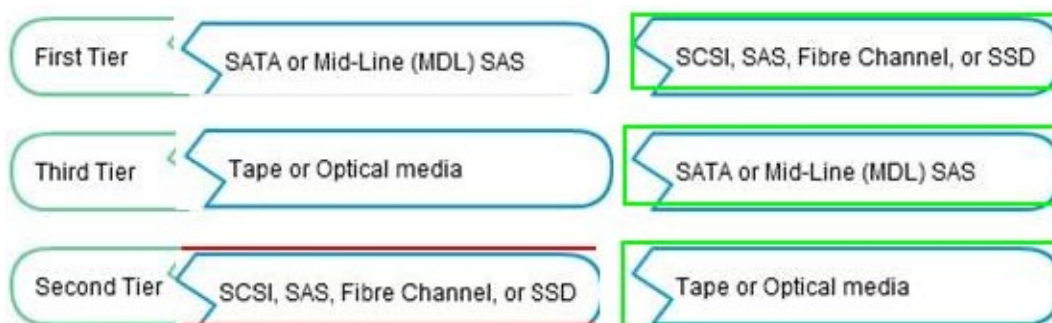 First Tier SATA or Mid-Line (MDL) SAS SCSI, SAS, Fibre Channel, or SSD
Third Tier Tape or Optical media SATA or Mid-Line (MDL) SAS
Second Tier SCSI, SAS, Fibre Channel, or SSD Tape or Optical media